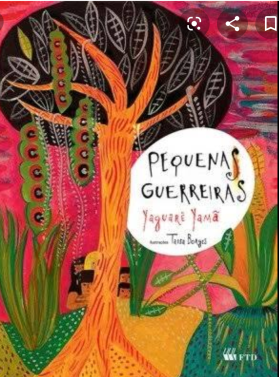 PEQUENAS
GUERREIRAS
Yaguarê Yamã
Ilustrações Taisa Borges
FTD